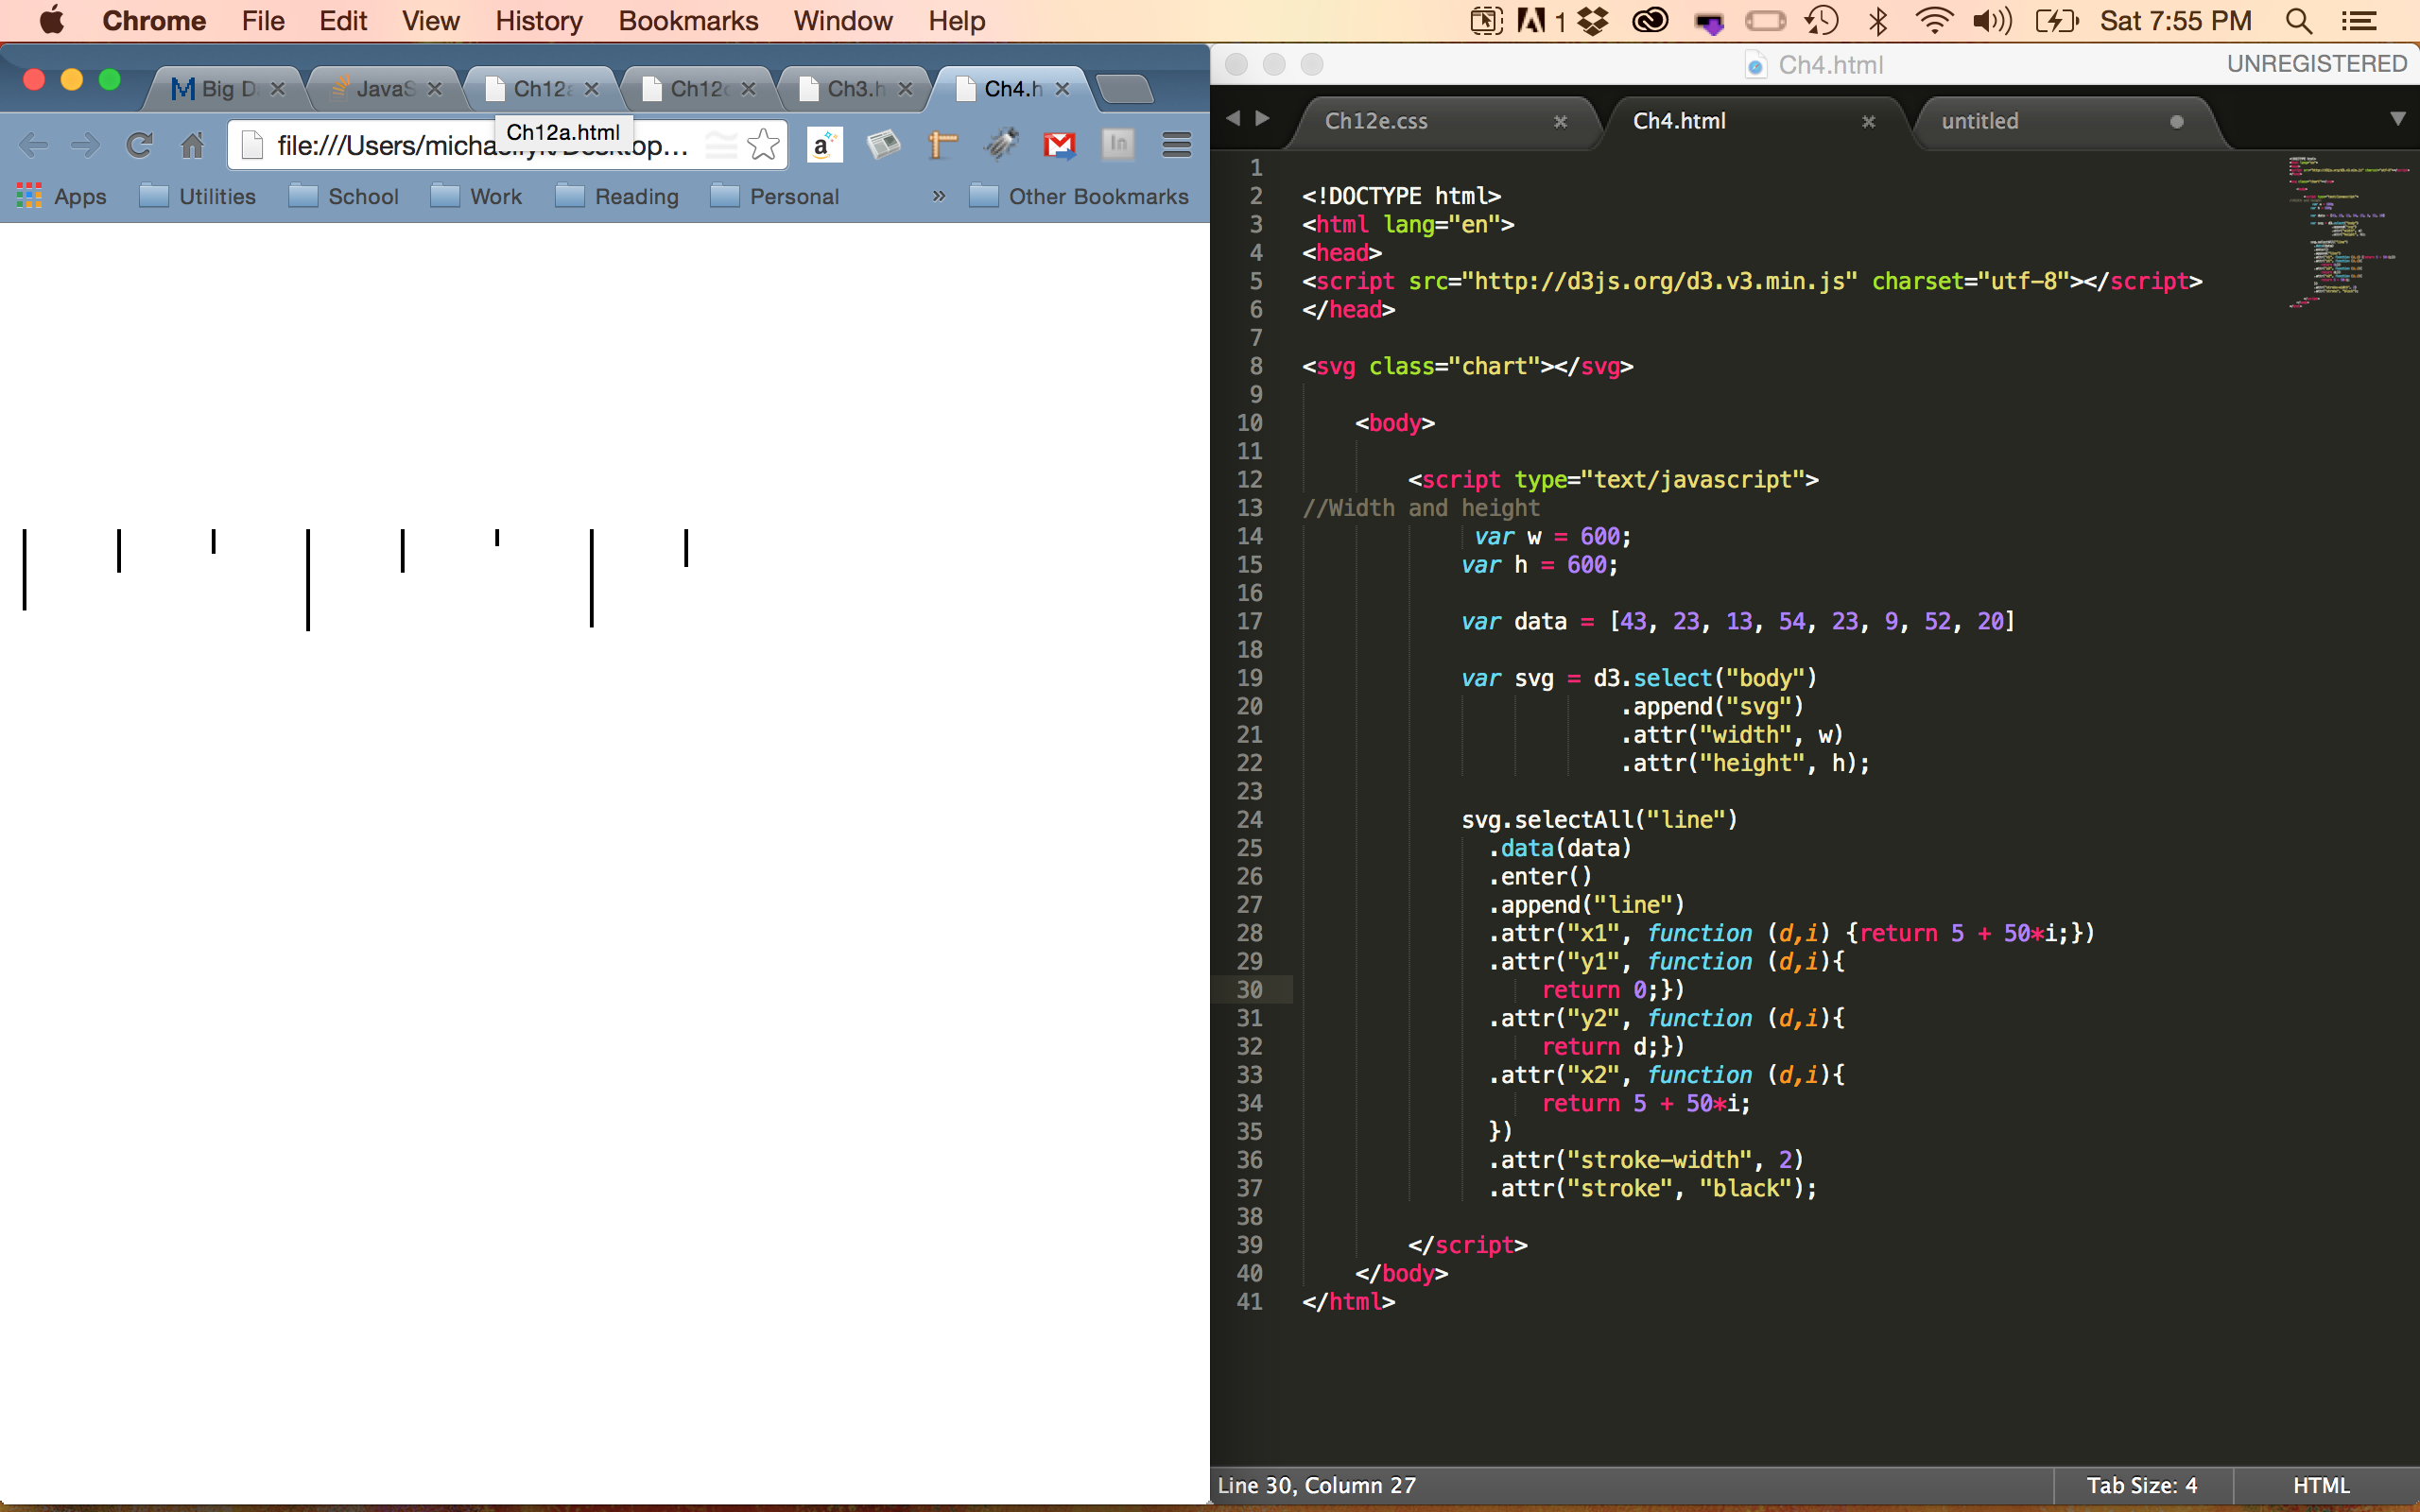 Chrome File Edit View History Bookmarks Window Help 1 Sat 7:55 PM
Big D JavaS Ch12a Ch12c Ch3.h Ch4.h
Ch12a.html
file:///Users/michaelfyk/Desktop...
Apps Utilities School Work Reading Personal » Other Bookmarks
Ch4.html UNREGISTERED
Ch12e.css Ch4.html untitled
1
2 <!DOCTYPE html>
3 <html lang="en">
4 <head>
5 <script src="http://d3js.org/d3.v3.min.js" charset="utf-8"></script>
6 </head>
7
8 <svg class="chart"></svg>
9
10 <body>
11
12 <script type="text/javascript">
13 //Width and height
14 var w = 600;
15 var h = 600;
16
17 var data = [43, 23, 13, 54, 23, 9, 52, 20]
18
19 var svg = d3.select("body")
20 .append("svg")
21 .attr("width", w)
22 .attr("height", h);
23
24 svg.selectAll("line")
25 .data(data)
26 .enter()
27 .append("line")
28 .attr("x1", function (d,i) {return 5 + 50*i;})
29 .attr("y1", function (d,i){
30 return 0;})
31 .attr("y2", function (d,i){
32 return d;})
33 .attr("x2", function (d,i){
34 return 5 + 50*i;
35 })
36 .attr("stroke-width", 2)
37 .attr("stroke", "black");
38
39 </script>
40 </body>
41 </html>
Line 30, Column 27 Tab Size: 4 HTML